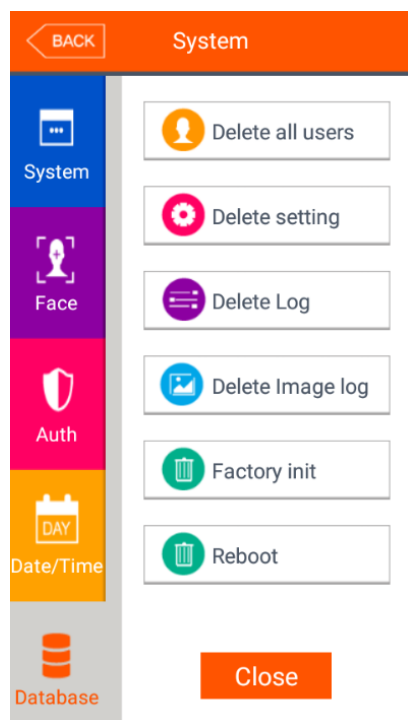 BACK
System
System
Face
Auth
DAY
Date/Time
Database
Delete all users
Delete setting
Delete Log
Delete Image log
Factory init
Reboot
Close